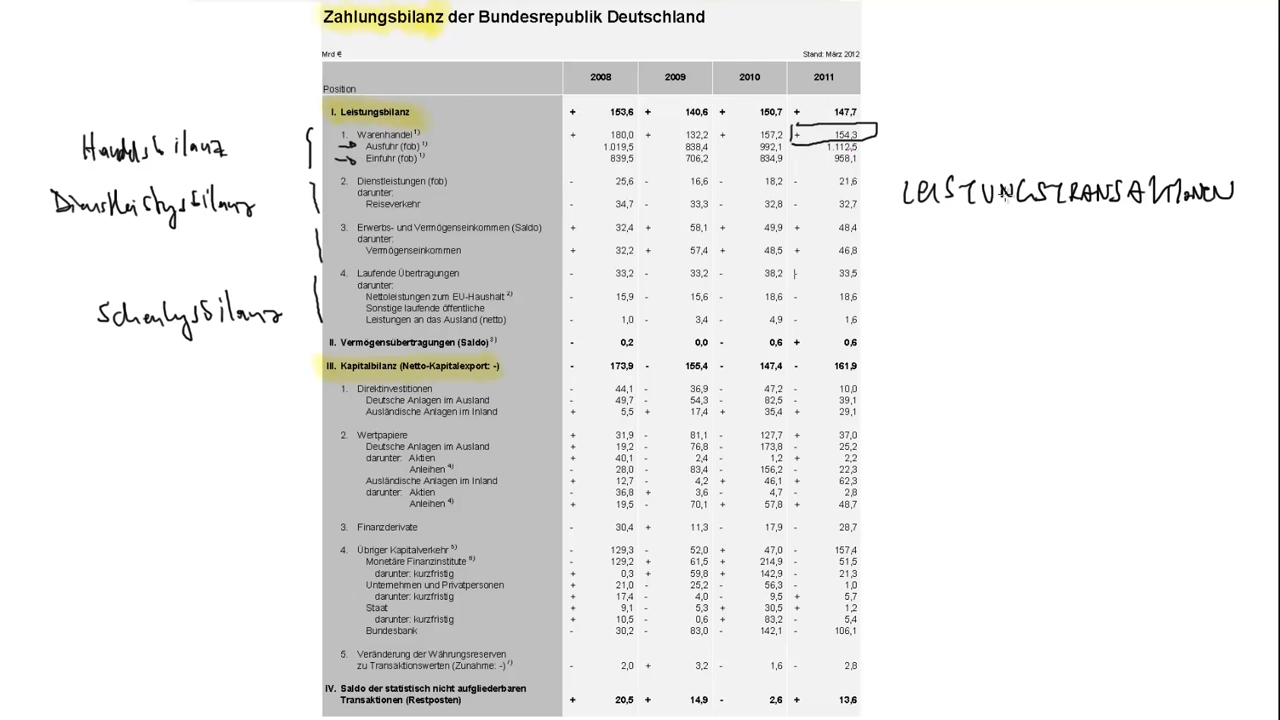 Zahlungsbilanz der Bundesrepublik Deutschland
Mrd € Stand: März 2012
Position 2008 2009 2010 2011
I. Leistungsbilanz + 153,6 + 140,6 + 150,7 + 147,7
1. Warenhandel 1) + 180,0 + 132,2 + 157,2 + 154,3
Ausfuhr (fob) 1) 1.019,5 838,4 992,1 1.112,5
Einfuhr (fob) 1) 839,5 706,2 834,9 958,1
2. Dienstleistungen (fob) - 25,6 - 16,6 - 18,2 - 21,6
darunter:
Reiseverkehr - 34,7 - 33,3 - 32,8 - 32,7
3. Erwerbs- und Vermögenseinkommen (Saldo) + 32,4 + 58,1 + 49,9 + 48,4
darunter:
Vermögenseinkommen + 32,2 + 57,4 + 48,5 + 46,8
4. Laufende Übertragungen - 33,2 - 33,2 - 38,2 33,5
darunter:
Nettoleistungen zum EU-Haushalt 2) - 15,9 - 15,6 - 18,6 - 18,6
Sonstige laufende öffentliche
Leistungen an das Ausland (netto) - 1,0 - 3,4 - 4,9 - 1,6
II. Vermögensübertragungen (Saldo) 3) - 0,2 - 0,0 - 0,6 + 0,6
III. Kapitalbilanz (Netto-Kapitalexport: -) - 173,9 - 155,4 - 147,4 - 161,9
1. Direktinvestitionen - 44,1 - 36,9 - 47,2 - 10,0
Deutsche Anlagen im Ausland - 49,7 - 54,3 - 82,5 - 39,1
Ausländische Anlagen im Inland + 5,5 + 17,4 + 35,4 + 29,1
2. Wertpapiere + 31,9 - 81,1 - 127,7 + 37,0
Deutsche Anlagen im Ausland + 19,2 - 76,8 - 173,8 - 25,2
darunter: Aktien + 40,1 - 2,4 - 1,2 + 2,2
Anleihen 4) - 28,0 - 83,4 - 156,2 - 22,3
Ausländische Anlagen im Inland + 12,7 - 4,2 + 46,1 + 62,3
darunter: Aktien - 36,8 + 3,6 - 4,7 - 2,8
Anleihen 4) + 19,5 - 70,1 + 57,8 + 48,7
3. Finanzderivate - 30,4 + 11,3 - 17,9 - 28,7
4. Übriger Kapitalverkehr 5) - 129,3 - 52,0 + 47,0 - 157,4
Monetäre Finanzinstitute 6) - 129,2 + 61,5 + 214,9 - 51,5
darunter: kurzfristig + 0,3 + 59,8 + 142,9 - 21,3
Unternehmen und Privatpersonen + 21,0 - 25,2 - 56,3 - 1,0
darunter: kurzfristig + 17,4 - 4,0 - 9,5 + 5,7
Staat + 9,1 - 5,3 + 30,5 + 1,2
darunter: kurzfristig + 10,5 - 0,6 + 83,2 - 5,4
Bundesbank - 30,2 - 83,0 - 142,1 - 106,1
5. Veränderung der Währungsreserven
zu Transaktionswerten (Zunahme: -) 7) - 2,0 + 3,2 - 1,6 - 2,8
IV. Saldo der statistisch nicht aufgliederbaren
Transaktionen (Restposten) + 20,5 + 14,9 - 2,6 + 13,6
Handelsbilanz
Dienstleistgsbilanz
Schenkgsbilanz
LEISTUNGSTRANSAKTIONEN